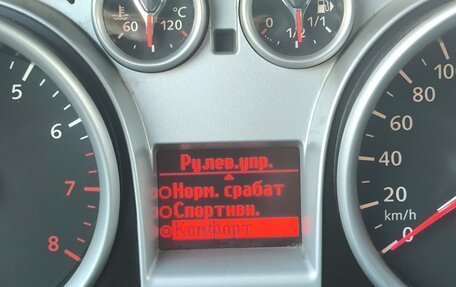 60 120 °C
0 1/2 1/1
5
6
7
8
Рулев.упр.
Норм. срабат
Спортивн.
Комфорт
100
80
60
40
20
km/h
0